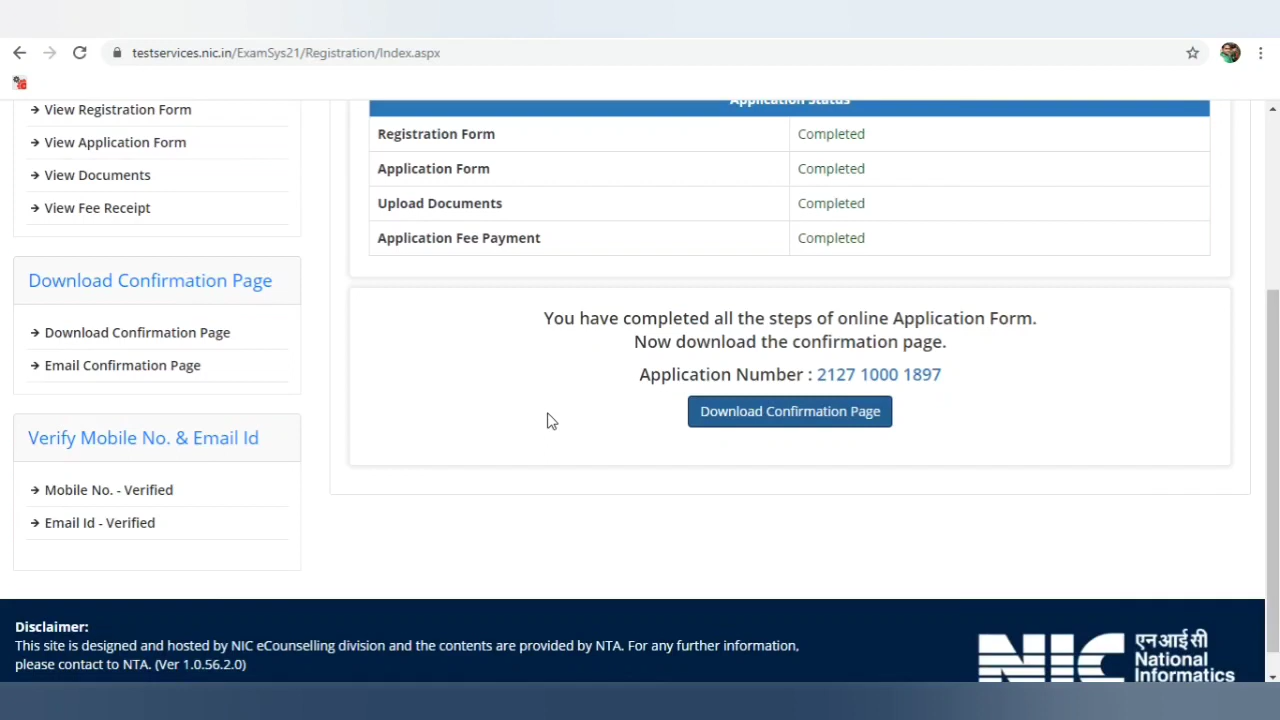 testservices.nic.in/ExamSys21/Registration/Index.aspx
View Registration Form
View Application Form
View Documents
View Fee Receipt
Download Confirmation Page
Download Confirmation Page
Email Confirmation Page
Verify Mobile No. & Email Id
Mobile No. - Verified
Email Id - Verified
Application Status
Registration Form Completed
Application Form Completed
Upload Documents Completed
Application Fee Payment Completed
You have completed all the steps of online Application Form.
Now download the confirmation page.
Application Number : 2127 1000 1897
Download Confirmation Page
Disclaimer:
This site is designed and hosted by NIC eCounselling division and the contents are provided by NTA. For any further information,
please contact to NTA. (Ver 1.0.56.2.0)
NIC
एनआईसी
National
Informatics